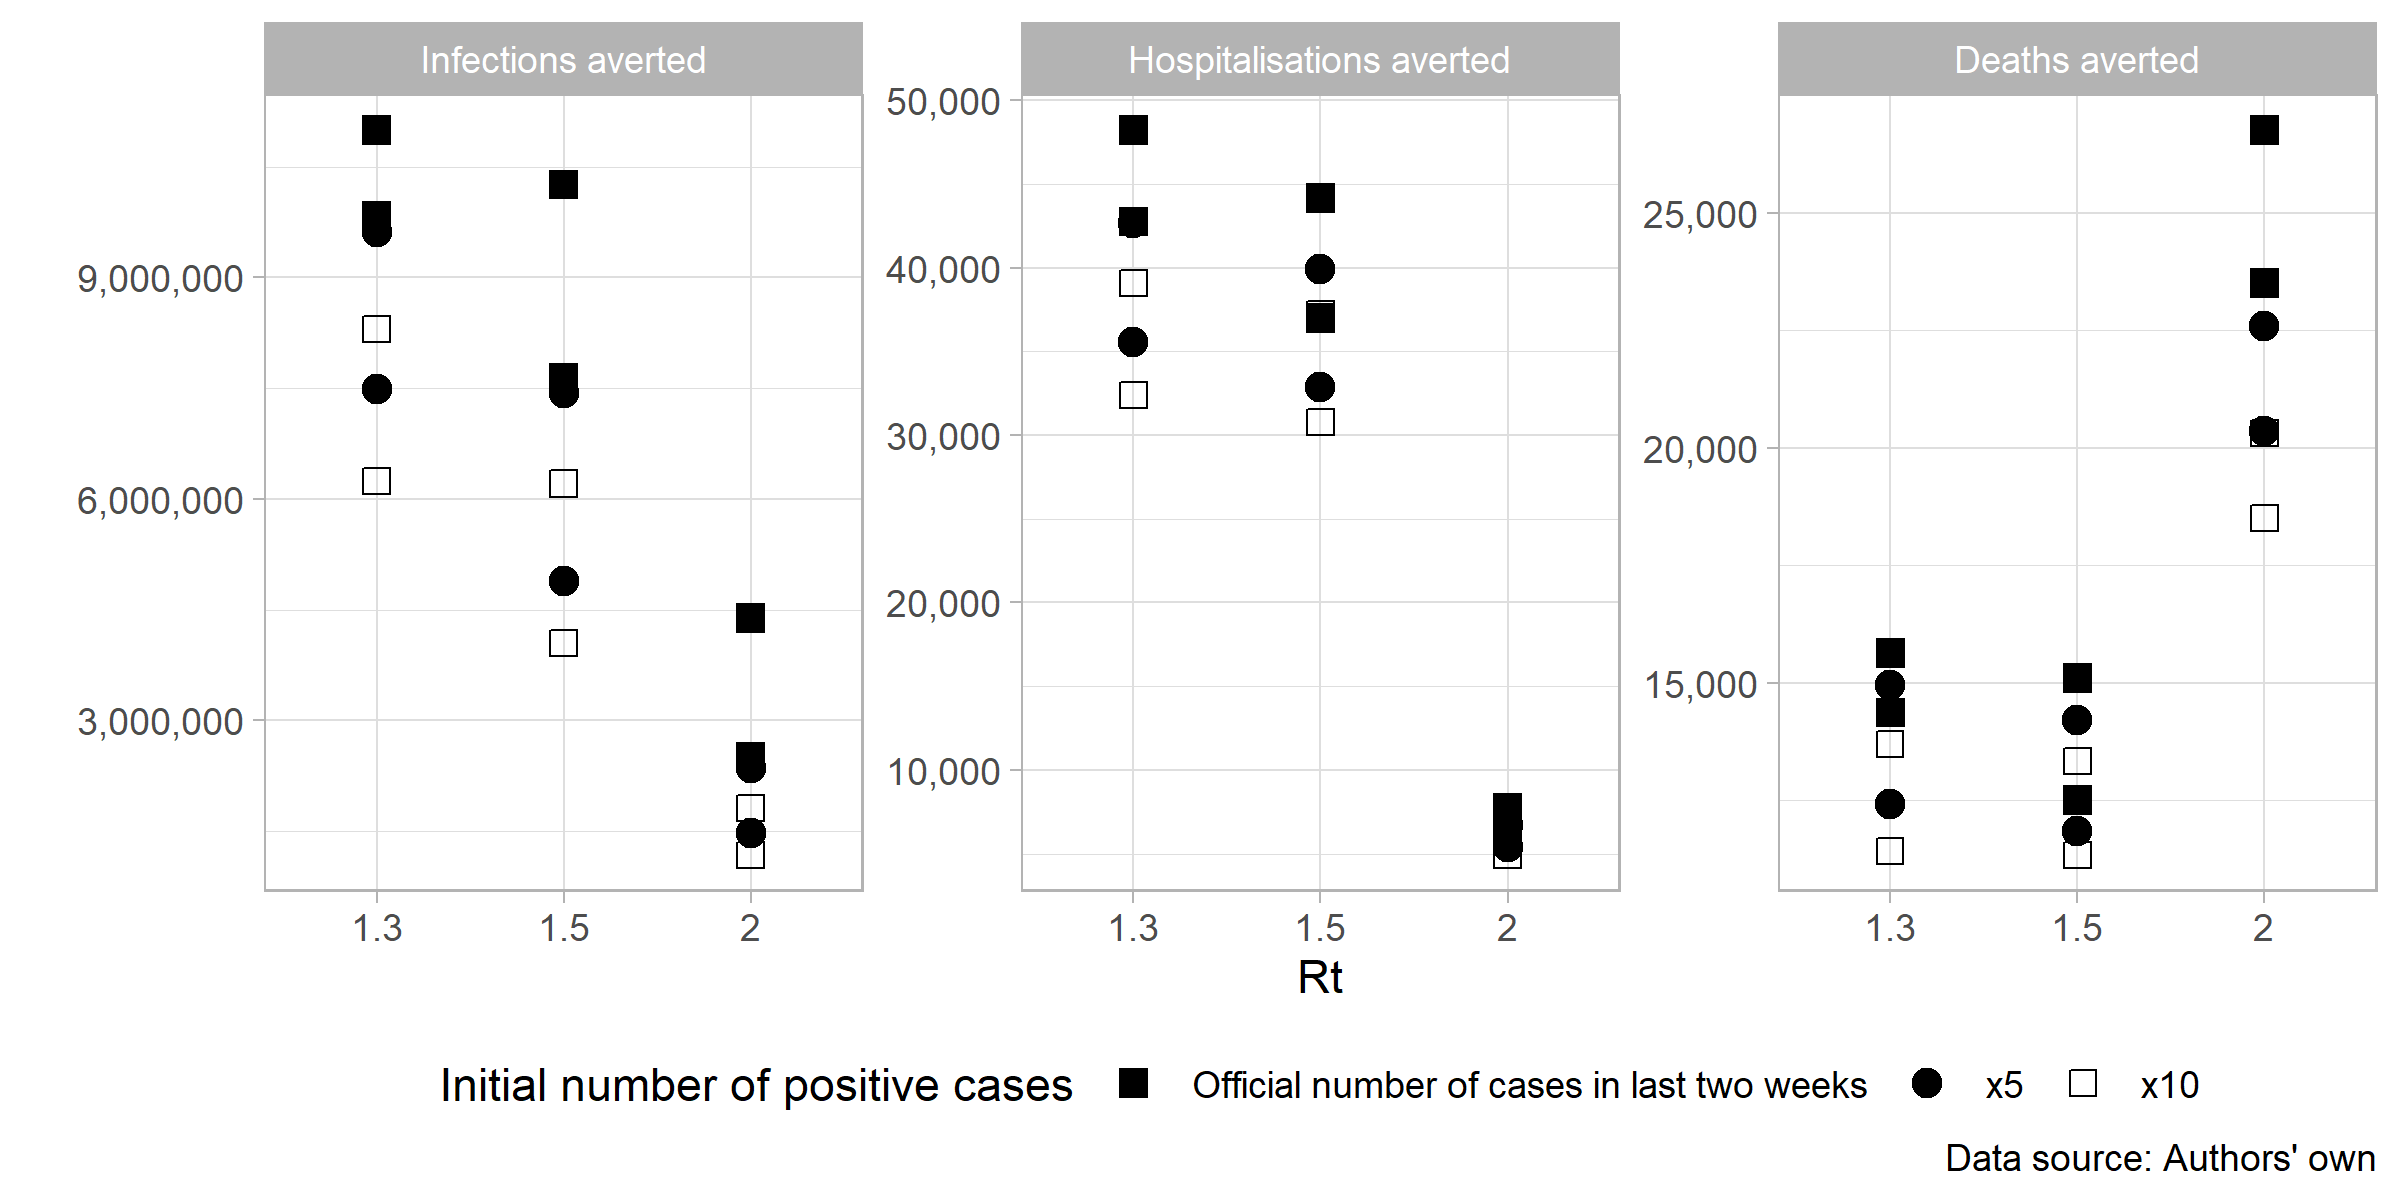 Infections averted
Hospitalisations averted
Deaths averted
9,000,000
6,000,000
3,000,000
50,000
40,000
30,000
20,000
10,000
25,000
20,000
15,000
1.3 1.5 2
1.3 1.5 2
1.3 1.5 2
Rt
Initial number of positive cases Official number of cases in last two weeks x5 x10
Data source: Authors' own